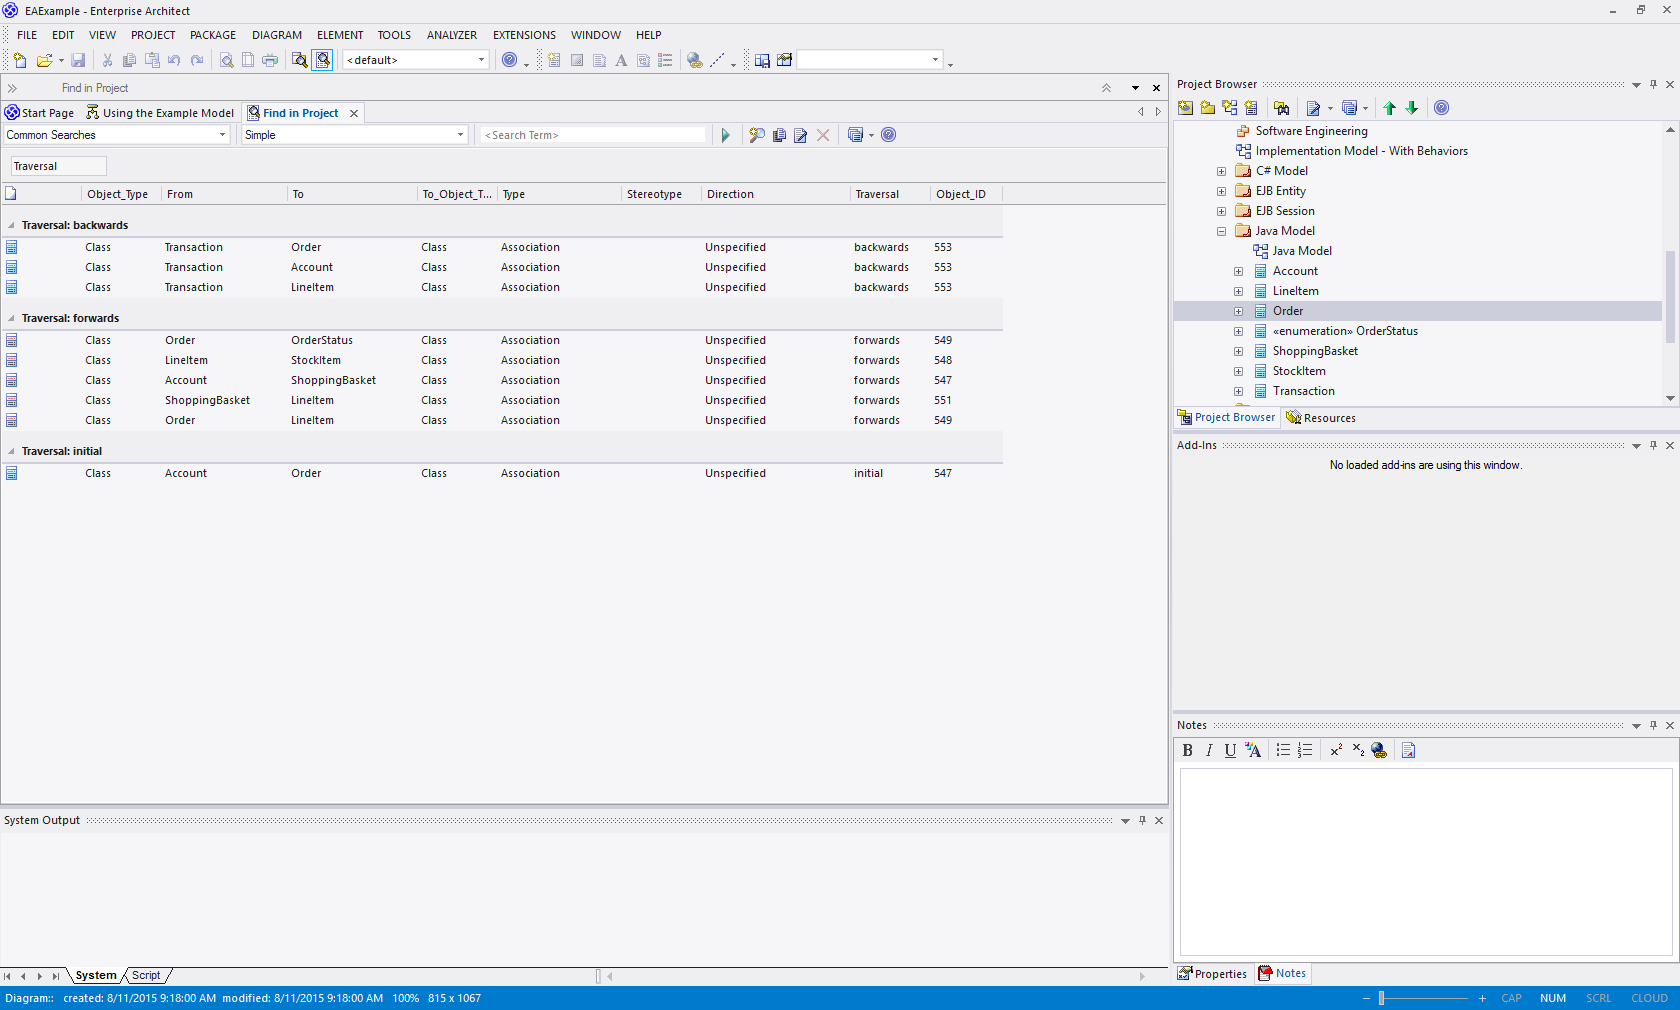 EAExample - Enterprise Architect
FILE EDIT VIEW PROJECT PACKAGE DIAGRAM ELEMENT TOOLS ANALYZER EXTENSIONS WINDOW HELP
<default>
Find in Project
Start Page Using the Example Model Find in Project
Common Searches Simple <Search Term>
Traversal
Object_Type From To To_Object_T... Type Stereotype Direction Traversal Object_ID
Traversal: backwards
Class Transaction Order Class Association Unspecified backwards 553
Class Transaction Account Class Association Unspecified backwards 553
Class Transaction LineItem Class Association Unspecified backwards 553
Traversal: forwards
Class Order OrderStatus Class Association Unspecified forwards 549
Class LineItem StockItem Class Association Unspecified forwards 548
Class Account ShoppingBasket Class Association Unspecified forwards 547
Class ShoppingBasket LineItem Class Association Unspecified forwards 551
Class Order LineItem Class Association Unspecified forwards 549
Traversal: initial
Class Account Order Class Association Unspecified initial 547
System Output
System Script
Project Browser
Software Engineering
Implementation Model - With Behaviors
C# Model
EJB Entity
EJB Session
Java Model
Java Model
Account
LineItem
Order
«enumeration» OrderStatus
ShoppingBasket
StockItem
Transaction
Project Browser Resources
Add-Ins
No loaded add-ins are using this window.
Notes
B I U A x² x₂
Properties Notes
Diagram:: created: 8/11/2015 9:18:00 AM modified: 8/11/2015 9:18:00 AM 100% 815 x 1067
CAP NUM SCRL CLOUD